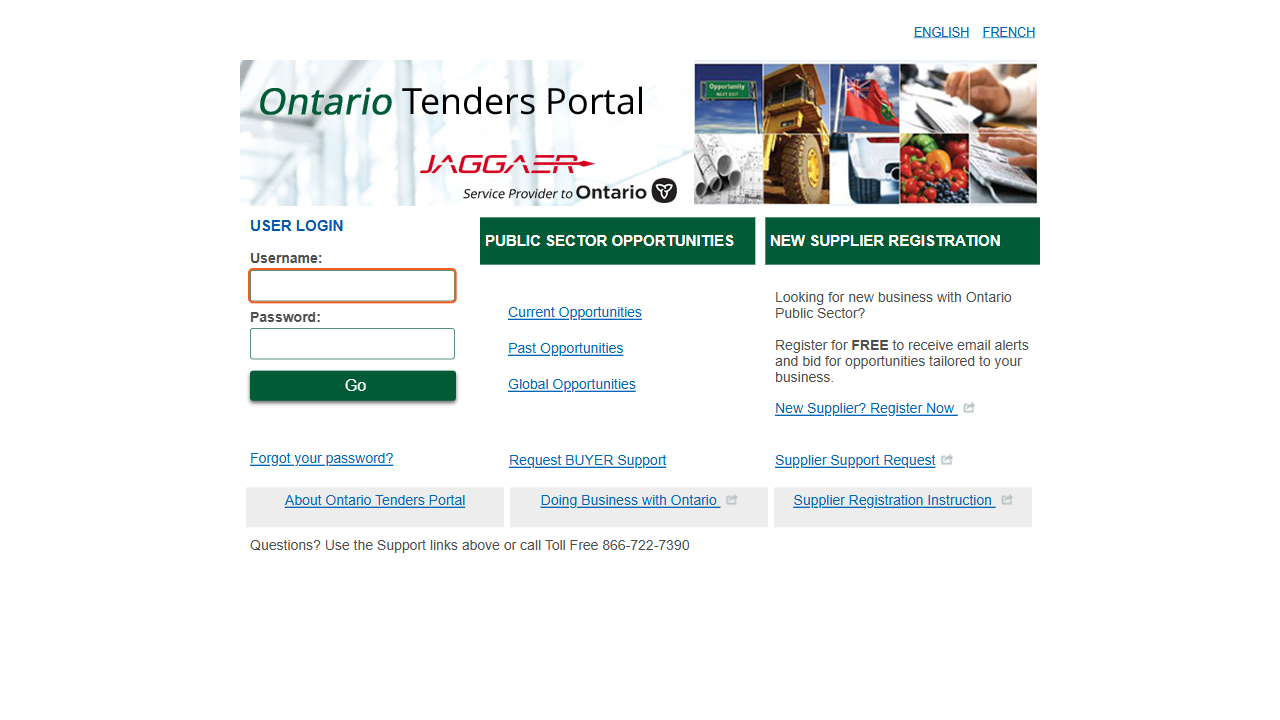 ENGLISH FRENCH
Ontario Tenders Portal
JAGGAER
Service Provider to Ontario
Opportunity
NEXT EXIT
USER LOGIN
Username:
Password:
Go
Forgot your password?
PUBLIC SECTOR OPPORTUNITIES
Current Opportunities
Past Opportunities
Global Opportunities
Request BUYER Support
NEW SUPPLIER REGISTRATION
Looking for new business with Ontario
Public Sector?
Register for FREE to receive email alerts
and bid for opportunities tailored to your
business.
New Supplier? Register Now
Supplier Support Request
About Ontario Tenders Portal
Doing Business with Ontario
Supplier Registration Instruction
Questions? Use the Support links above or call Toll Free 866-722-7390